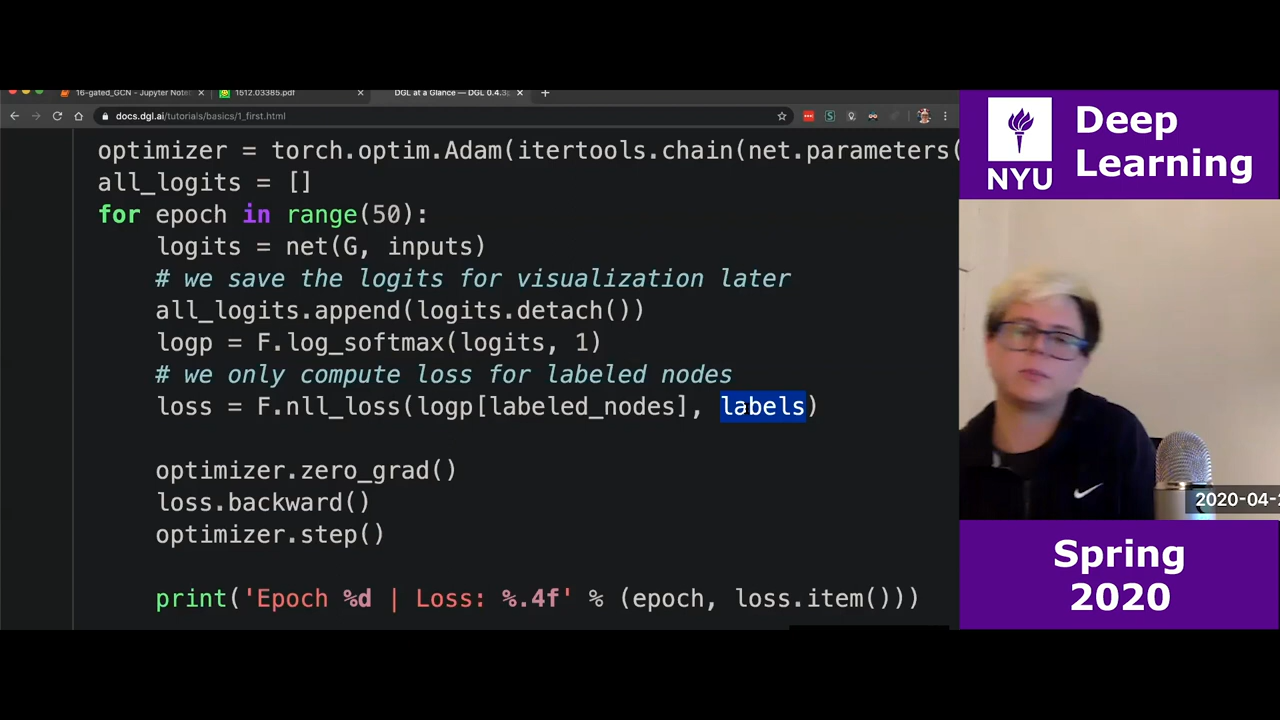 16-gated_GCN - Jupyter Noteb
1512.03385.pdf
DGL at a Glance — DGL 0.4.3
docs.dgl.ai/tutorials/basics/1_first.html
optimizer = torch.optim.Adam(itertools.chain(net.parameters(
all_logits = []
for epoch in range(50):
logits = net(G, inputs)
# we save the logits for visualization later
all_logits.append(logits.detach())
logp = F.log_softmax(logits, 1)
# we only compute loss for labeled nodes
loss = F.nll_loss(logp[labeled_nodes], labels)
optimizer.zero_grad()
loss.backward()
optimizer.step()
print('Epoch %d | Loss: %.4f' % (epoch, loss.item()))
NYU
Deep
Learning
2020-04-2
Spring
2020